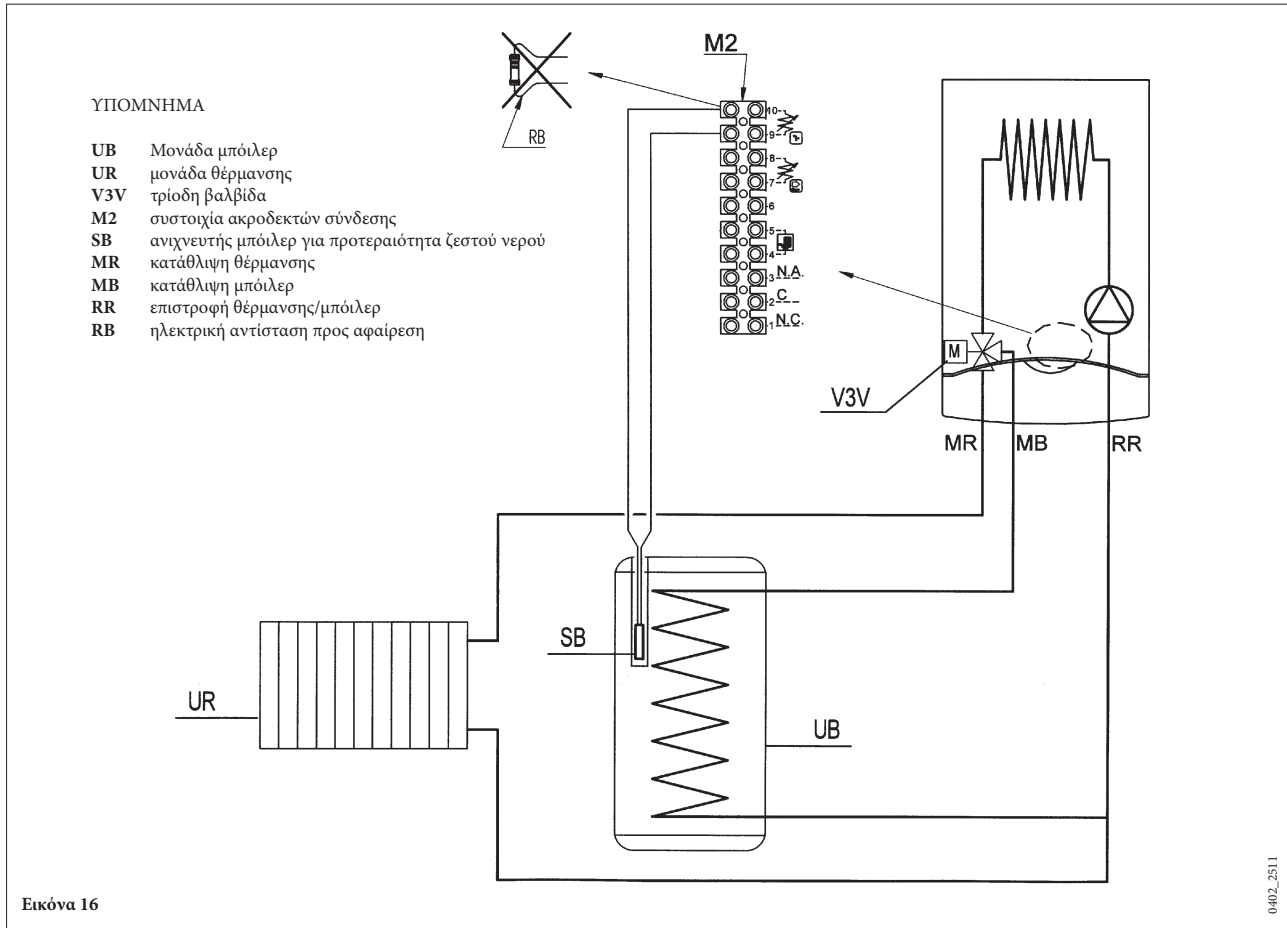 M2
ΥΠΟΜΝΗΜΑ
RB
UB Μονάδα μπόιλερ
UR μονάδα θέρμανσης
V3V τρίοδη βαλβίδα
M2 συστοιχία ακροδεκτών σύνδεσης
SB ανιχνευτής μπόιλερ για προτεραιότητα ζεστού νερού
MR κατάθλιψη θέρμανσης
MB κατάθλιψη μπόιλερ
RR επιστροφή θέρμανσης/μπόιλερ
RB ηλεκτρική αντίσταση προς αφαίρεση
10
9
8
7
6
5
4
3 N.A.
2 C
1 N.C.
M
V3V
MR MB RR
SB
UR
UB
Εικόνα 16
0402_2511